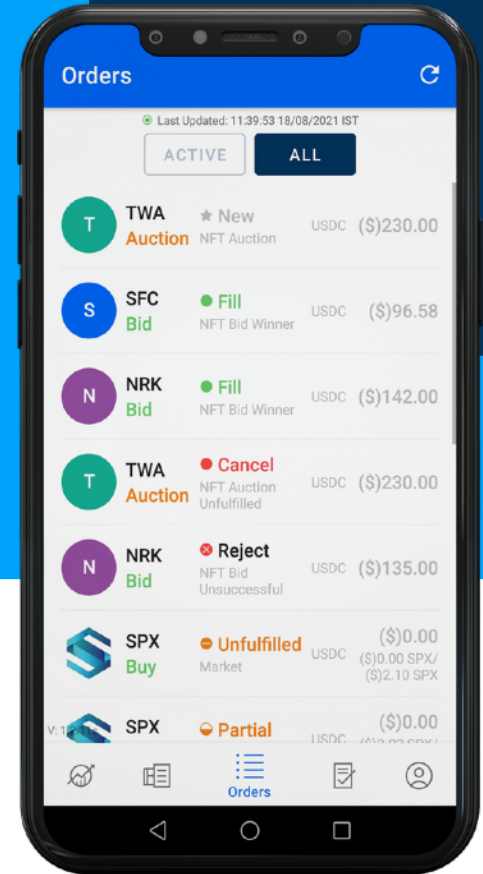 Orders
Last Updated: 11:39:53 18/08/2021 IST
ACTIVE ALL
T TWA ★ New USDC ($)230.00
Auction NFT Auction
S SFC Fill USDC ($)96.58
Bid NFT Bid Winner
N NRK Fill USDC ($)142.00
Bid NFT Bid Winner
T TWA Cancel USDC ($)230.00
Auction NFT Auction
Unfulfilled
N NRK Reject USDC ($)135.00
Bid NFT Bid
Unsuccessful
SPX Unfulfilled USDC ($)0.00
Buy Market ($)0.00 SPX/
($)2.10 SPX
SPX Partial USDC ($)0.00
Orders